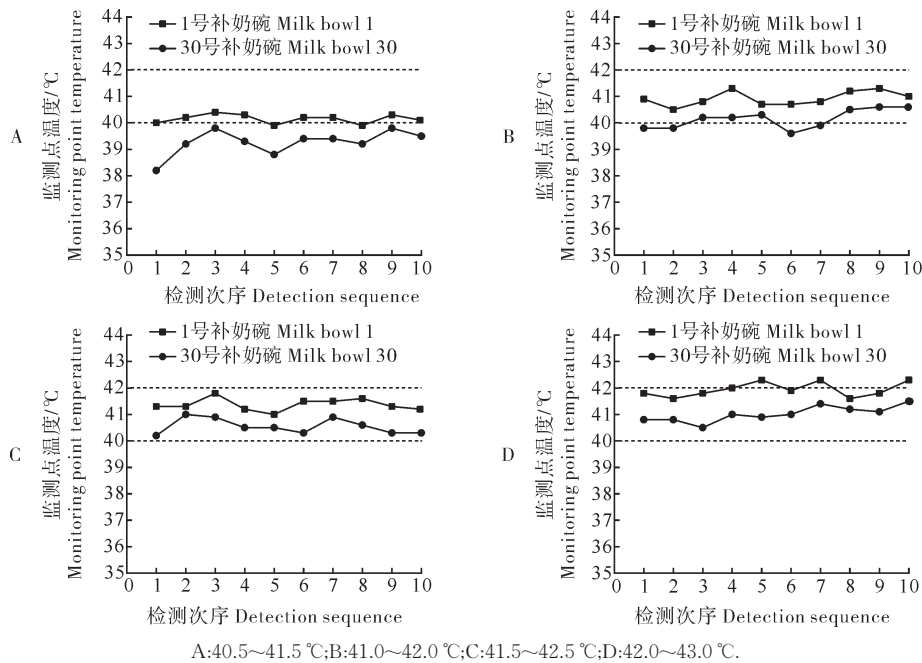 A
监测点温度/℃
Monitoring point temperature
44
43
42
41
40
39
38
37
36
35
1号补奶碗 Milk bowl 1
30号补奶碗 Milk bowl 30
0 1 2 3 4 5 6 7 8 9 10
检测次序 Detection sequence
B
监测点温度/℃
Monitoring point temperature
44
43
42
41
40
39
38
37
36
35
1号补奶碗 Milk bowl 1
30号补奶碗 Milk bowl 30
0 1 2 3 4 5 6 7 8 9 10
检测次序 Detection sequence
C
监测点温度/℃
Monitoring point temperature
44
43
42
41
40
39
38
37
36
35
1号补奶碗 Milk bowl 1
30号补奶碗 Milk bowl 30
0 1 2 3 4 5 6 7 8 9 10
检测次序 Detection sequence
D
监测点温度/℃
Monitoring point temperature
44
43
42
41
40
39
38
37
36
35
1号补奶碗 Milk bowl 1
30号补奶碗 Milk bowl 30
0 1 2 3 4 5 6 7 8 9 10
检测次序 Detection sequence
A:40.5～41.5 ℃;B:41.0～42.0 ℃;C:41.5～42.5 ℃;D:42.0～43.0 ℃.